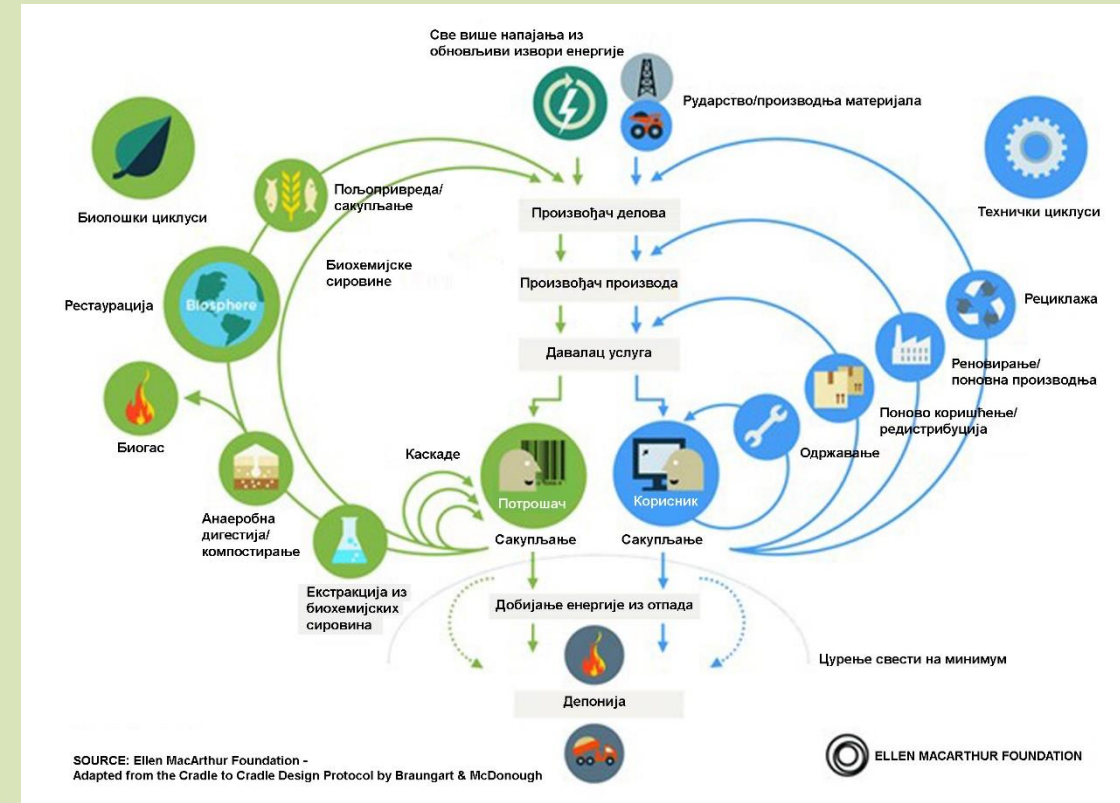 Све више напајања из
обновљиви извори енергије
Рударство/производња материјала
Биолошки циклуси
Пољопривреда/
сакупљање
Технички циклуси
Произвођач делова
Биохемијске
сировине
Произвођач производа
Рестаурација
Biosphere
Рециклажа
Давалац услуга
Реновирање/
поновна производња
Поново коришћење/
редистрибуција
Биогас
Каскаде
Одржавање
Потрошач
Корисник
Анаеробна
дигестија/
компостирање
Сакупљање
Сакупљање
Екстракција из
биохемијских
сировина
Добијање енергије из отпада
Цурење свести на минимум
Депонија
SOURCE: Ellen MacArthur Foundation -
Adapted from the Cradle to Cradle Design Protocol by Braungart & McDonough
ELLEN MACARTHUR FOUNDATION